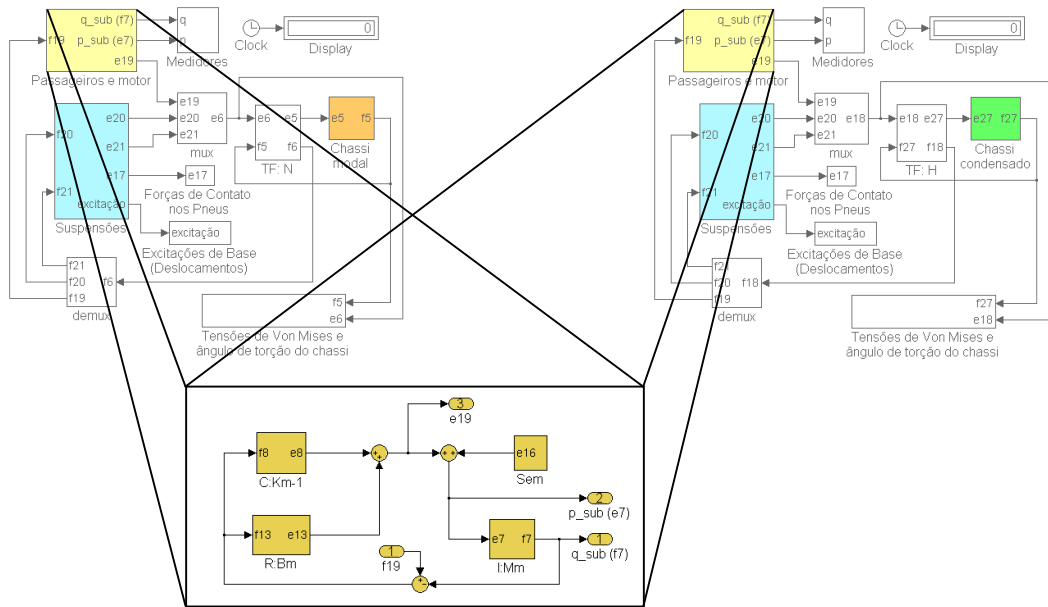 q_sub (f7)
f19
p_sub (e7)
e19
Passageiros e motor
q
p
Medidores
Clock
0
Display
f20
f21
e20
e21
e17
excitação
Suspensões
e19
e20
e21
e6
mux
e6
e5
f5
f6
TF: N
e5
f5
Chassi
modal
e17
Forças de Contato
nos Pneus
excitação
Excitações de Base
(Deslocamentos)
f21
f20
f19
f6
demux
f5
e6
Tensões de Von Mises e
ângulo de torção do chassi
q_sub (f7)
f19
p_sub (e7)
e19
Passageiros e motor
q
p
Medidores
Clock
0
Display
f20
f21
e20
e21
e17
excitação
Suspensões
e19
e20
e21
e18
mux
e18
e27
f27
f18
TF: H
e27
f27
Chassi
condensado
e17
Forças de Contato
nos Pneus
excitação
Excitações de Base
(Deslocamentos)
f21
f20
f19
f18
demux
f27
e18
Tensões de Von Mises e
ângulo de torção do chassi
3
e19
f8
e8
C:Km-1
+
+
+ +
e16
Sem
2
p_sub (e7)
f13
e13
R:Bm
1
f19
e7
f7
I:Mm
1
q_sub (f7)
+
−